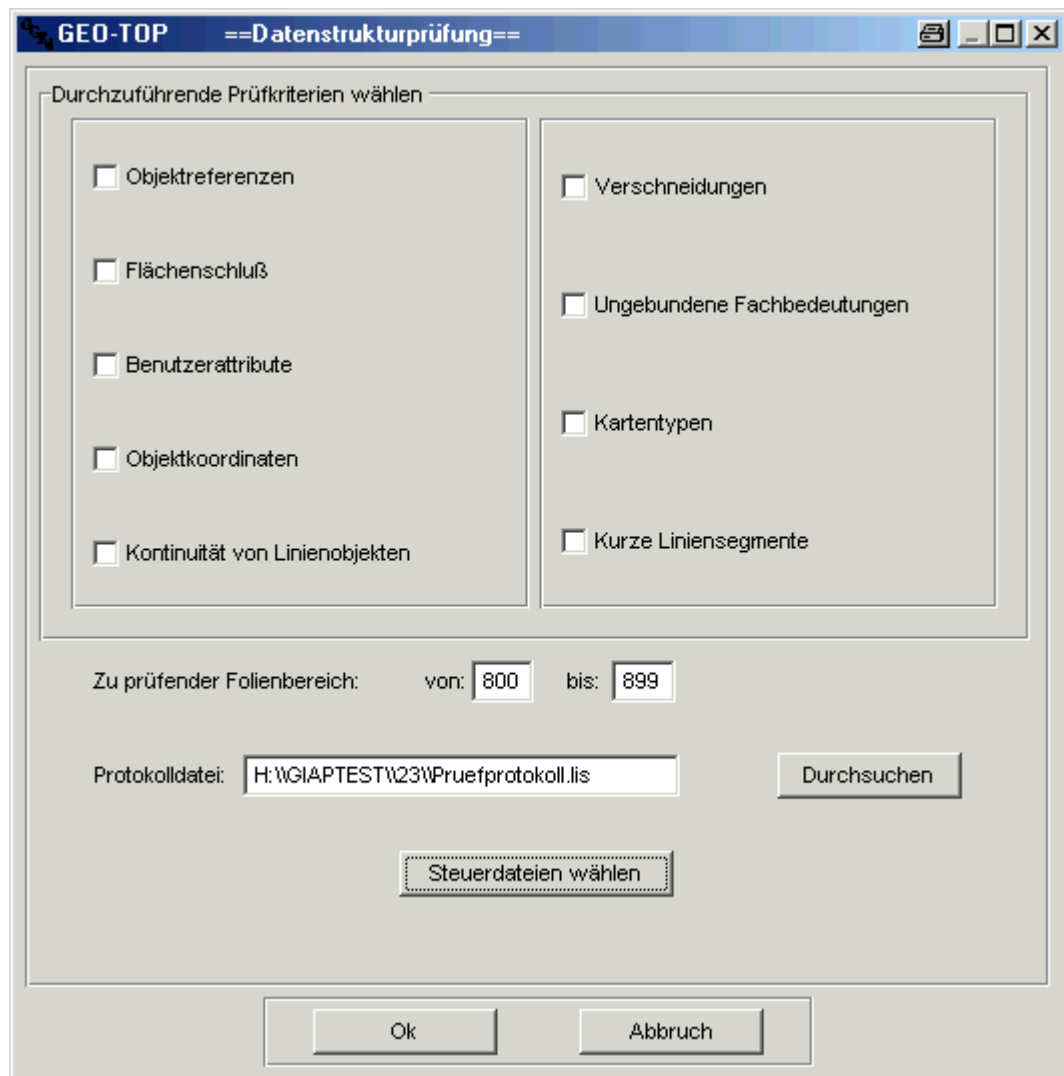 GEO-TOP ==Datenstrukturprüfung==
Durchzuführende Prüfkriterien wählen
Objektreferenzen
Flächenschluß
Benutzerattribute
Objektkoordinaten
Kontinuität von Linienobjekten
Verschneidungen
Ungebundene Fachbedeutungen
Kartentypen
Kurze Liniensegmente
Zu prüfender Folienbereich: von: 800 bis: 899
Protokolldatei: H:\\GIAPTEST\\23\\Pruefprotokoll.lis Durchsuchen
Steuerdateien wählen
Ok Abbruch